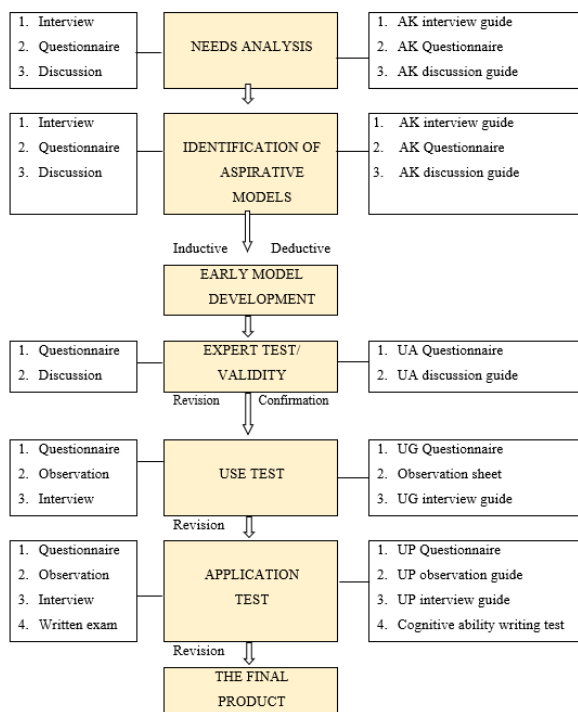 1. Interview
2. Questionnaire
3. Discussion
NEEDS ANALYSIS
1. AK interview guide
2. AK Questionnaire
3. AK discussion guide
1. Interview
2. Questionnaire
3. Discussion
IDENTIFICATION OF
ASPIRATIVE
MODELS
1. AK interview guide
2. AK Questionnaire
3. AK discussion guide
Inductive Deductive
EARLY MODEL
DEVELOPMENT
1. Questionnaire
2. Discussion
EXPERT TEST/
VALIDITY
1. UA Questionnaire
2. UA discussion guide
Revision Confirmation
1. Questionnaire
2. Observation
3. Interview
USE TEST
1. UG Questionnaire
2. Observation sheet
3. UG interview guide
Revision
1. Questionnaire
2. Observation
3. Interview
4. Written exam
APPLICATION
TEST
1. UP Questionnaire
2. UP observation guide
3. UP interview guide
4. Cognitive ability writing test
Revision
THE FINAL
PRODUCT